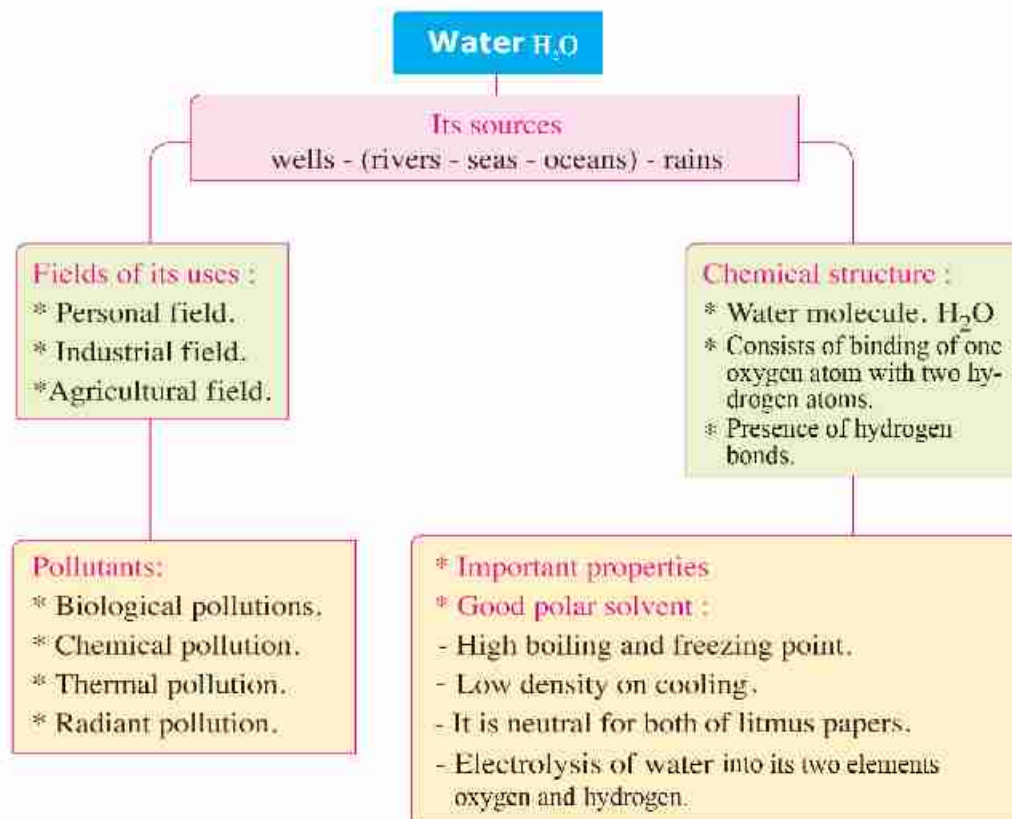 Water H₂O
Its sources
wells - (rivers - seas - oceans) - rains
Fields of its uses :
* Personal field.
* Industrial field.
*Agricultural field.
Chemical structure :
* Water molecule. H₂O
* Consists of binding of one
oxygen atom with two hy-
drogen atoms.
* Presence of hydrogen
bonds.
Pollutants:
* Biological pollutions.
* Chemical pollution.
* Thermal pollution.
* Radiant pollution.
* Important properties
* Good polar solvent :
- High boiling and freezing point.
- Low density on cooling.
- It is neutral for both of litmus papers.
- Electrolysis of water into its two elements
oxygen and hydrogen.